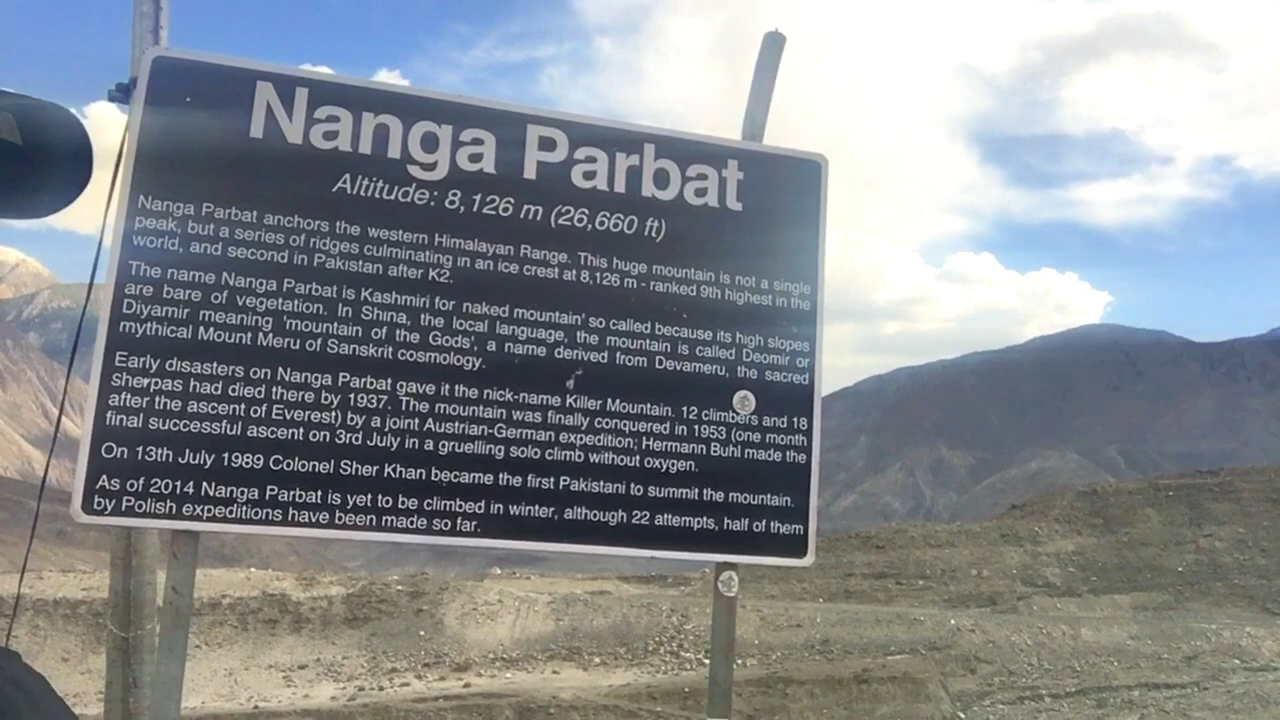 Nanga Parbat
Altitude: 8,126 m (26,660 ft)
Nanga Parbat anchors the western Himalayan Range. This huge mountain is not a single
peak, but a series of ridges culminating in an ice crest at 8,126 m - ranked 9th highest in the
world, and second in Pakistan after K2.
The name Nanga Parbat is Kashmiri for naked mountain' so called because its high slopes
are bare of vegetation. In Shina, the local language, the mountain is called Deomir or
Diyamir meaning 'mountain of the Gods', a name derived from Devameru, the sacred
mythical Mount Meru of Sanskrit cosmology.
Early disasters on Nanga Parbat gave it the nick-name Killer Mountain. 12 climbers and 18
Sherpas had died there by 1937. The mountain was finally conquered in 1953 (one month
after the ascent of Everest) by a joint Austrian-German expedition; Hermann Buhl made the
final successful ascent on 3rd July in a gruelling solo climb without oxygen.
On 13th July 1989 Colonel Sher Khan became the first Pakistani to summit the mountain.
As of 2014 Nanga Parbat is yet to be climbed in winter, although 22 attempts, half of them
by Polish expeditions have been made so far.